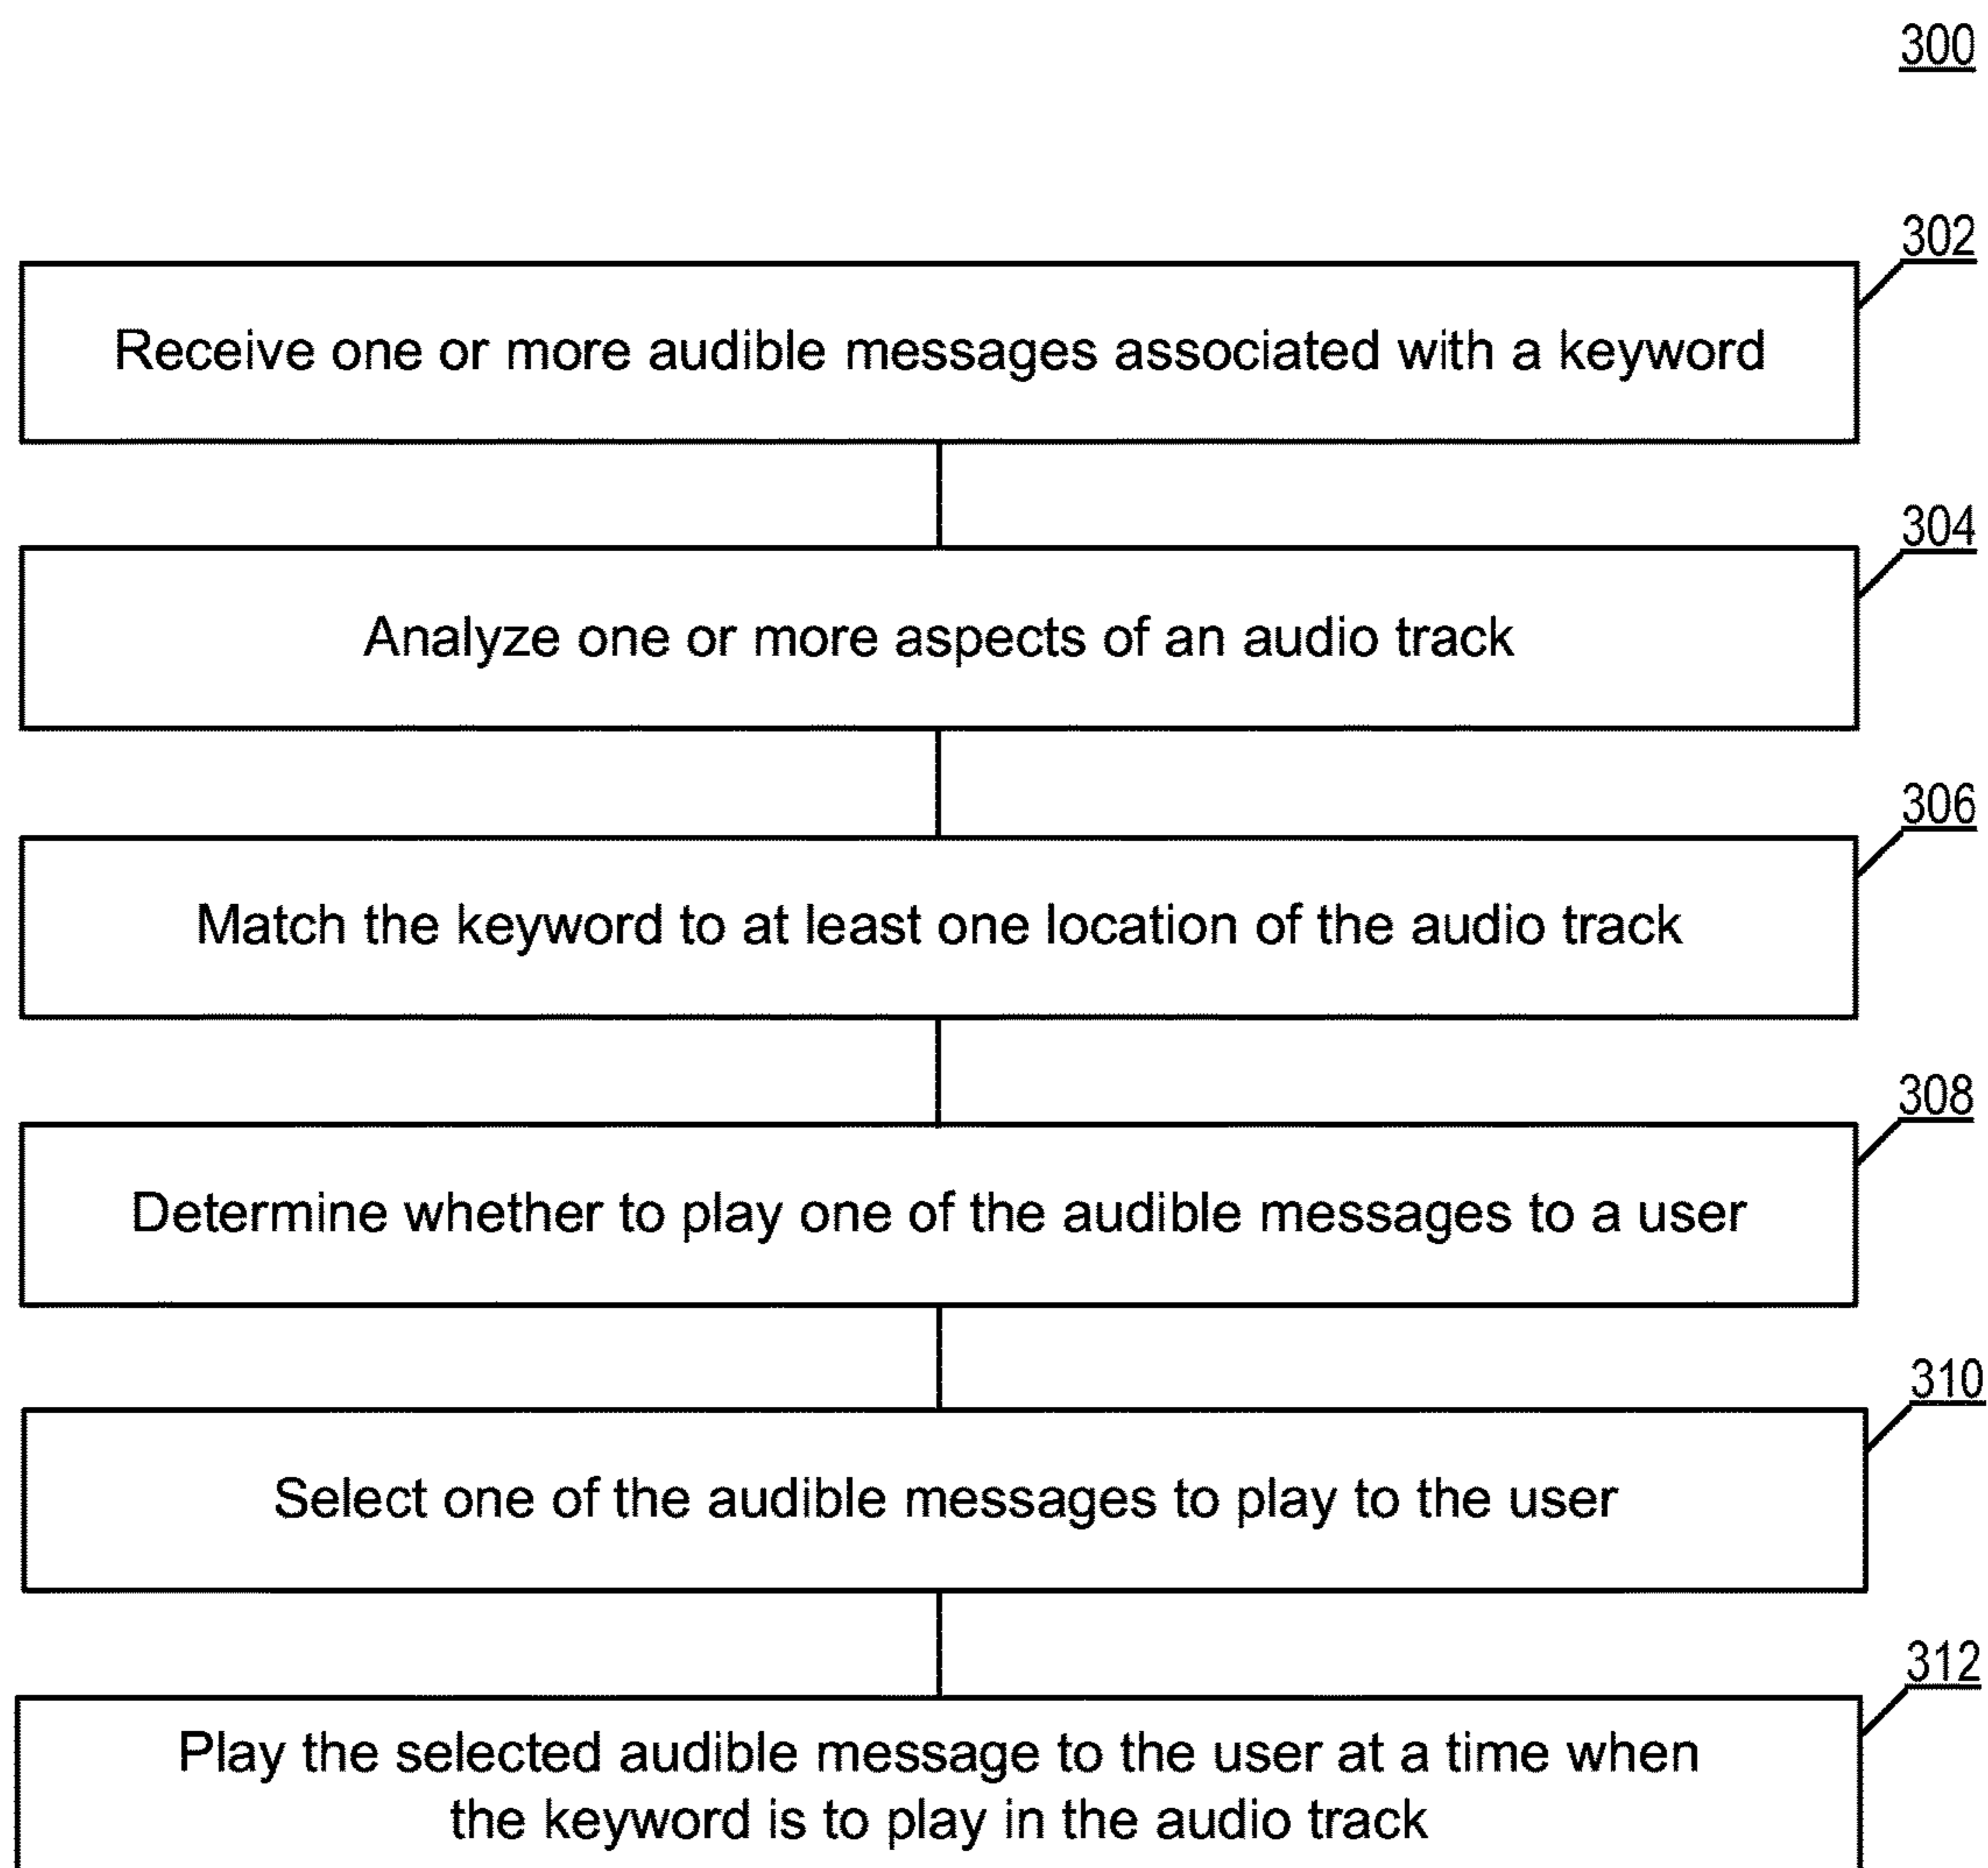 300
302
Receive one or more audible messages associated with a keyword
304
Analyze one or more aspects of an audio track
306
Match the keyword to at least one location of the audio track
308
Determine whether to play one of the audible messages to a user
310
Select one of the audible messages to play to the user
312
Play the selected audible message to the user at a time when
the keyword is to play in the audio track